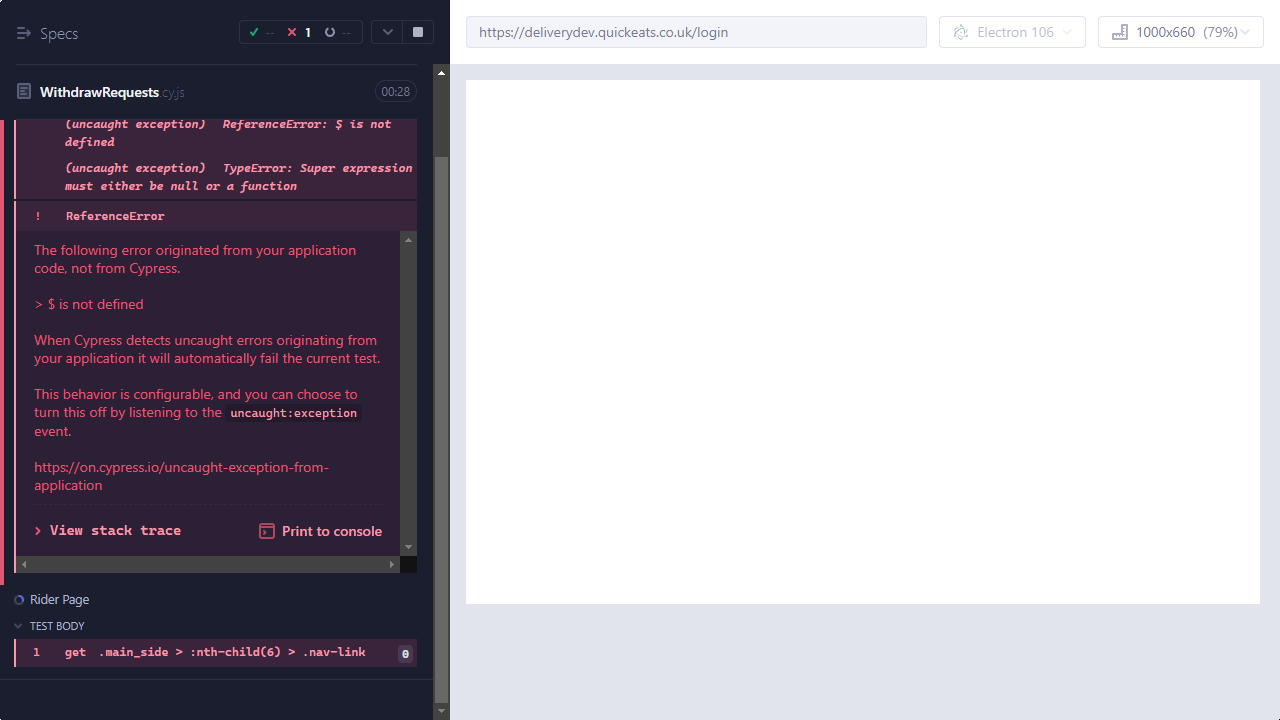 Specs
-- 1 --
https://deliverydev.quickeats.co.uk/login
Electron 106
1000x660 (79%)
WithdrawRequests.cy.js
00:28
(uncaught exception) ReferenceError: $ is not
defined
(uncaught exception) TypeError: Super expression
must either be null or a function
! ReferenceError
The following error originated from your application
code, not from Cypress.
> $ is not defined
When Cypress detects uncaught errors originating from
your application it will automatically fail the current test.
This behavior is configurable, and you can choose to
turn this off by listening to the uncaught:exception
event.
https://on.cypress.io/uncaught-exception-from-
application
View stack trace
Print to console
Rider Page
TEST BODY
1 get .main_side > :nth-child(6) > .nav-link 0